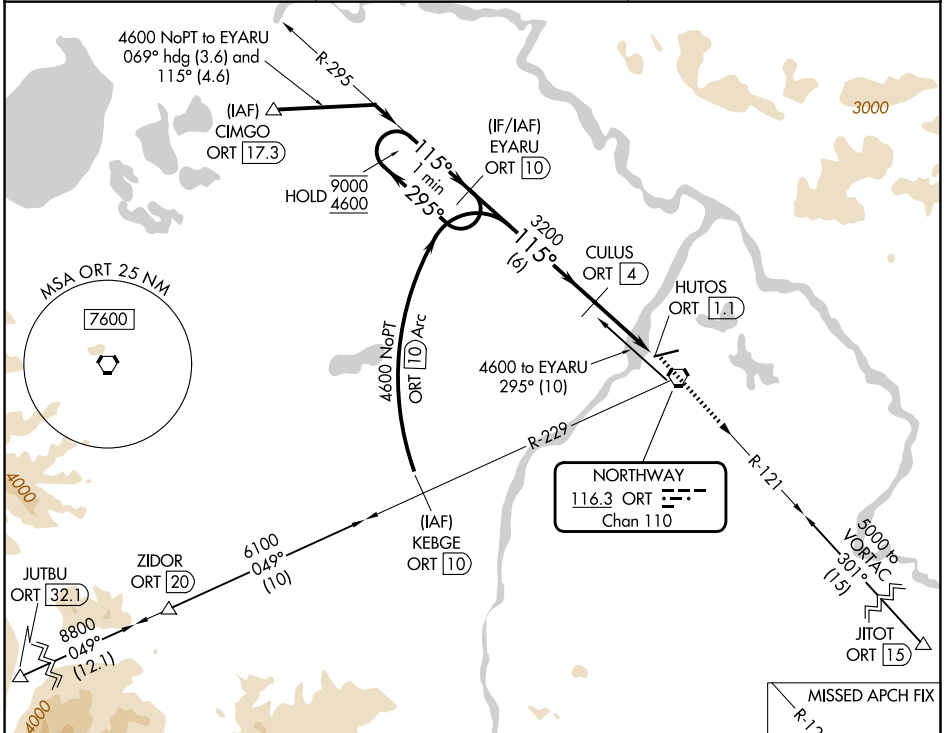 4600 NoPT to EYARU
069° hdg (3.6) and
115° (4.6)
R-295
(IAF)
CIMGO
ORT 17.3
(IF/IAF)
EYARU
ORT 10
3000
HOLD 9000
4600
115°
1 min
295°
3200
115°
(6)
CULUS
ORT 4
HUTOS
ORT 1.1
MSA ORT 25 NM
7600
4600 NoPT
ORT 10 Arc
4600 to EYARU
295° (10)
R-229
R-121
NORTHWAY
116.3 ORT
Chan 110
4000
(IAF)
KEBGE
ORT 10
6100
049°
(10)
ZIDOR
ORT 20
JUTBU
ORT 32.1
8800
049°
(12.1)
5000 to
VORTAC
301°
(15)
JITOT
ORT 15
4000
MISSED APCH FIX